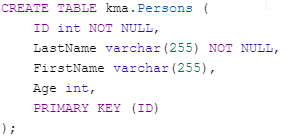 CREATE TABLE kma.Persons (
    ID int NOT NULL,
    LastName varchar(255) NOT NULL,
    FirstName varchar(255),
    Age int,
    PRIMARY KEY (ID)
);